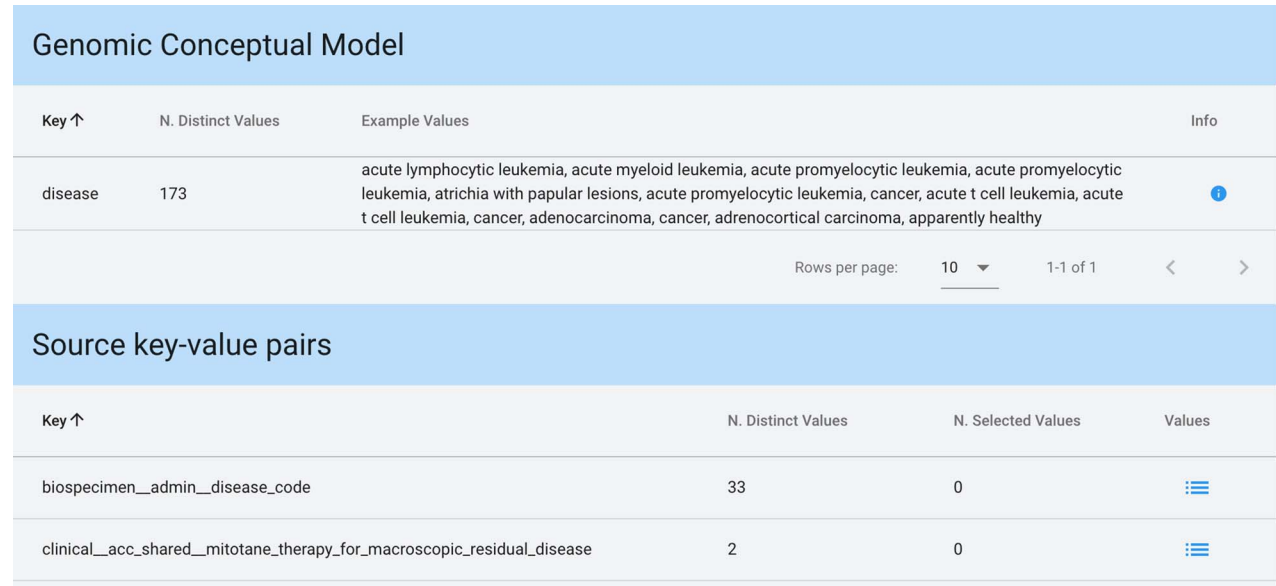 Genomic Conceptual Model
Key N. Distinct Values Example Values Info
acute lymphocytic leukemia, acute myeloid leukemia, acute promyelocytic leukemia, acute promyelocytic
disease 173 leukemia, atrichia with papular lesions, acute promyelocytic leukemia, cancer, acute t cell leukemia, acute
t cell leukemia, cancer, adenocarcinoma, cancer, adrenocortical carcinoma, apparently healthy
Rows per page: 10 1-1 of 1
Source key-value pairs
Key N. Distinct Values N. Selected Values Values
biospecimen__admin__disease_code 33 0
clinical__acc_shared__mitotane_therapy_for_macroscopic_residual_disease 2 0